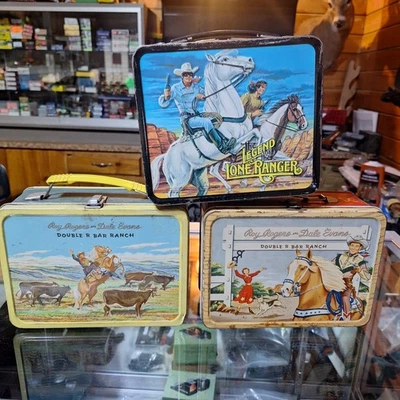 The LEGEND
OF THE
LONE RANGER
Roy Rogers and Dale Evans
DOUBLE R BAR RANCH
Roy Rogers and Dale Evans
DOUBLE R BAR RANCH